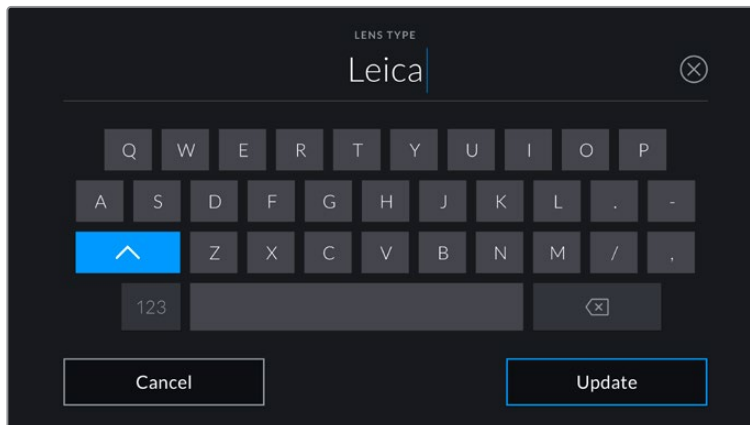 LENS TYPE
Leica
Q W E R T Y U I O P
A S D F G H J K L . -
Z X C V B N M / ,
123
Cancel Update